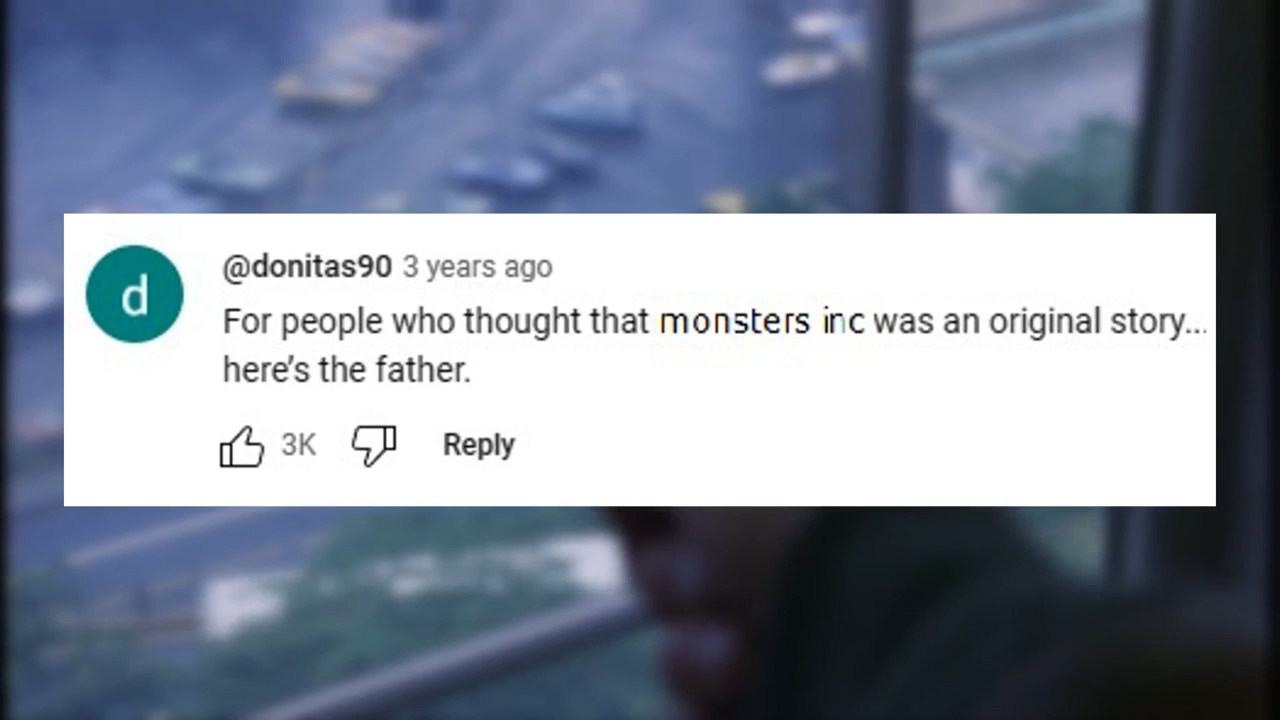 d
@donitas90 3 years ago
For people who thought that monsters inc was an original story...
here's the father.
3K Reply